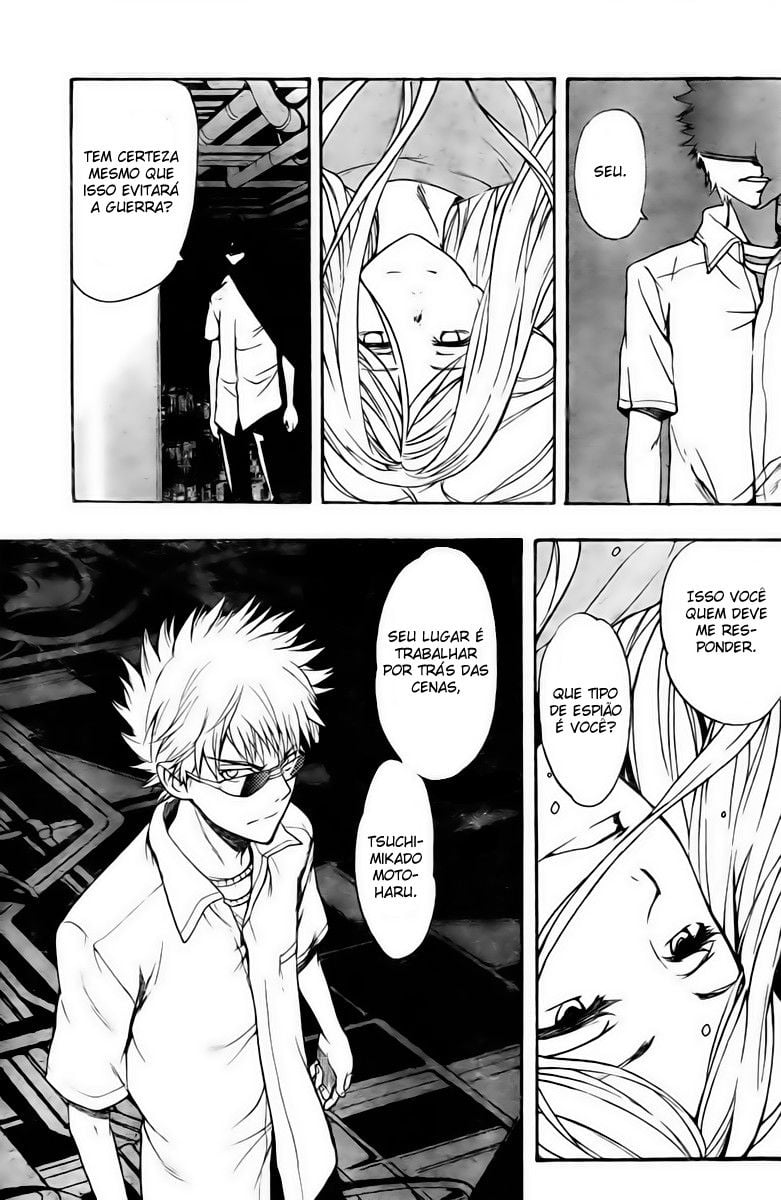 SEU.
TEM CERTEZA
MESMO QUE
ISSO EVITARÁ
A GUERRA?
ISSO VOCÊ
QUEM DEVE
ME RES-
PONDER.
QUE TIPO
DE ESPIÃO
É VOCÊ?
SEU LUGAR É
TRABALHAR
POR TRÁS DAS
CENAS,
TSUCHI-
MIKADO
MOTO-
HARU.